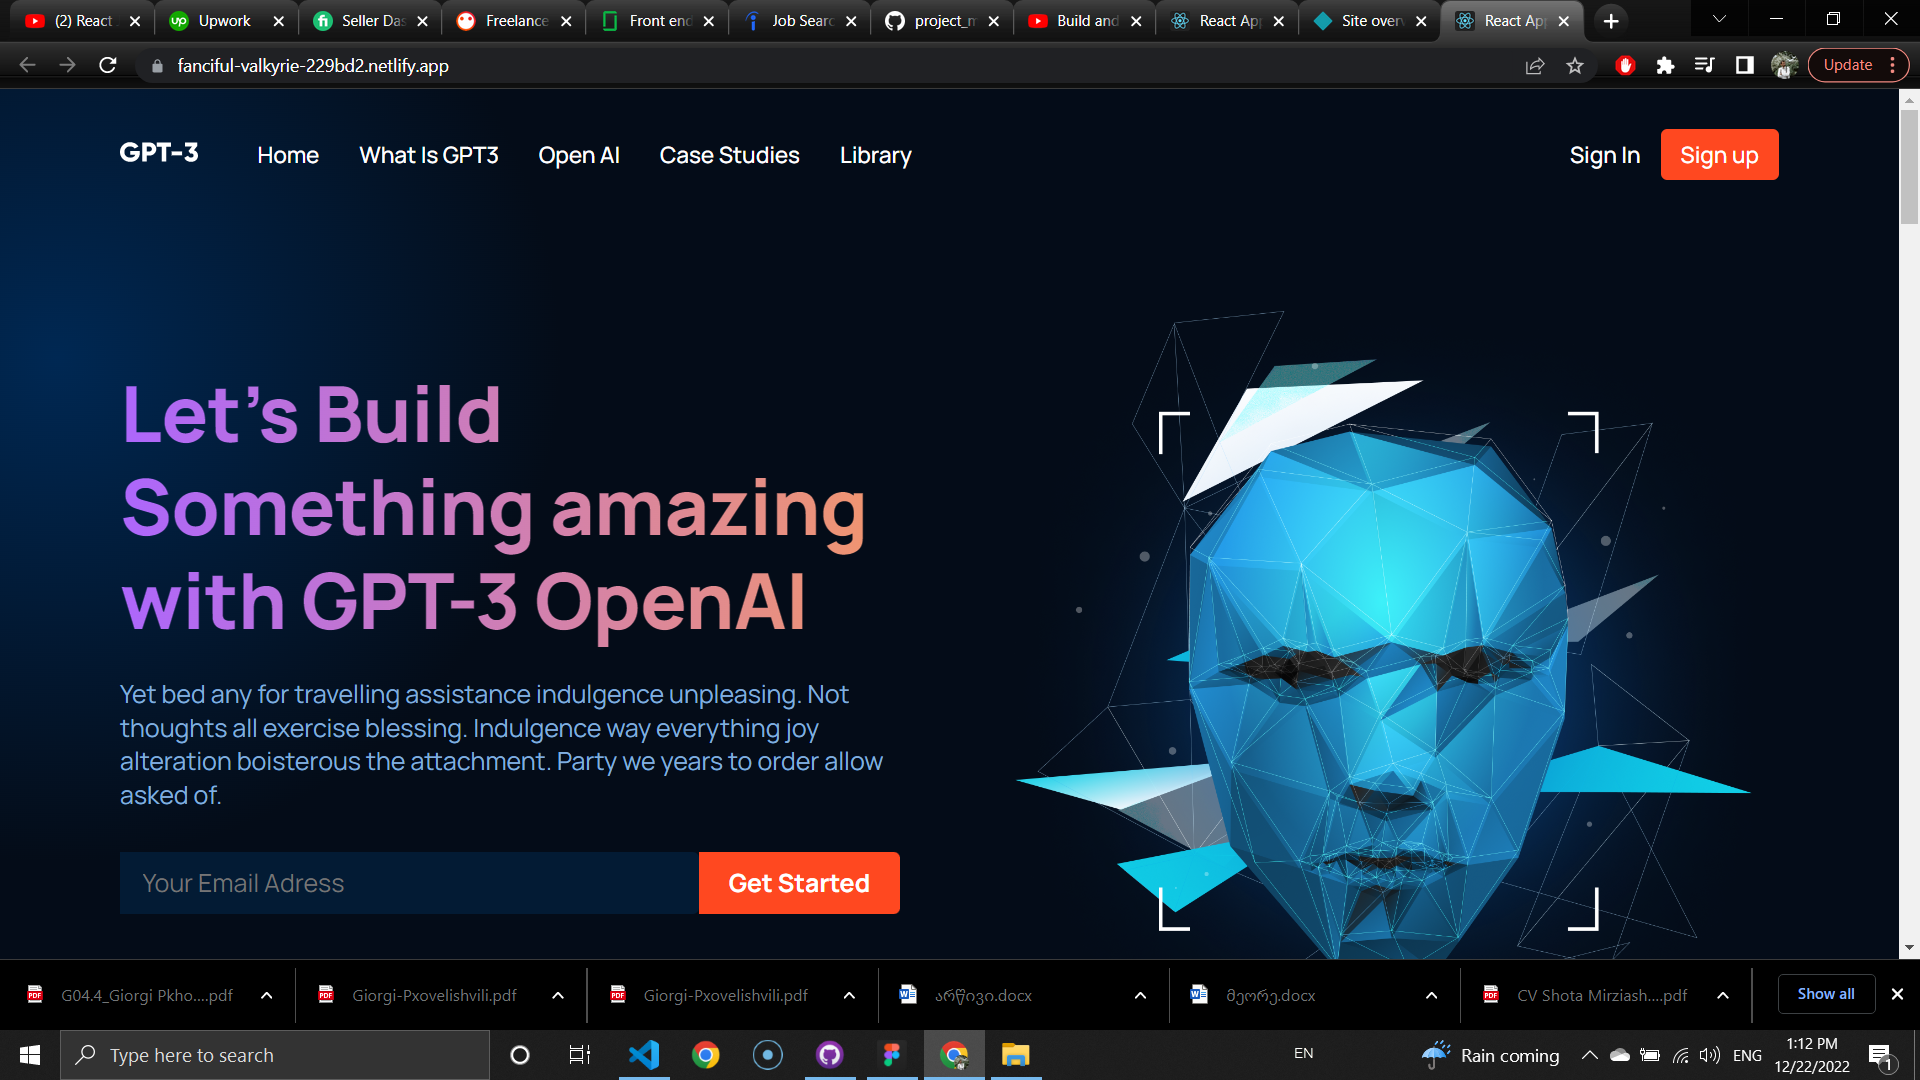 (2) React
Upwork
Seller Das
Freelance
Front end
Job Searc
project_m
Build and
React App
Site over
React App
fanciful-valkyrie-229bd2.netlify.app
Update
GPT-3
Home
What Is GPT3
Open AI
Case Studies
Library
Sign In
Sign up
Let's Build
Something amazing
with GPT-3 OpenAI
Yet bed any for travelling assistance indulgence unpleasing. Not
thoughts all exercise blessing. Indulgence way everything joy
alteration boisterous the attachment. Party we years to order allow
asked of.
Your Email Adress
Get Started
G04.4_Giorgi Pkho....pdf
Giorgi-Pxovelishvili.pdf
Giorgi-Pxovelishvili.pdf
არწივი.docx
მეორე.docx
CV Shota Mirziash....pdf
Show all
Type here to search
EN
Rain coming
ENG
1:12 PM
12/22/2022
1